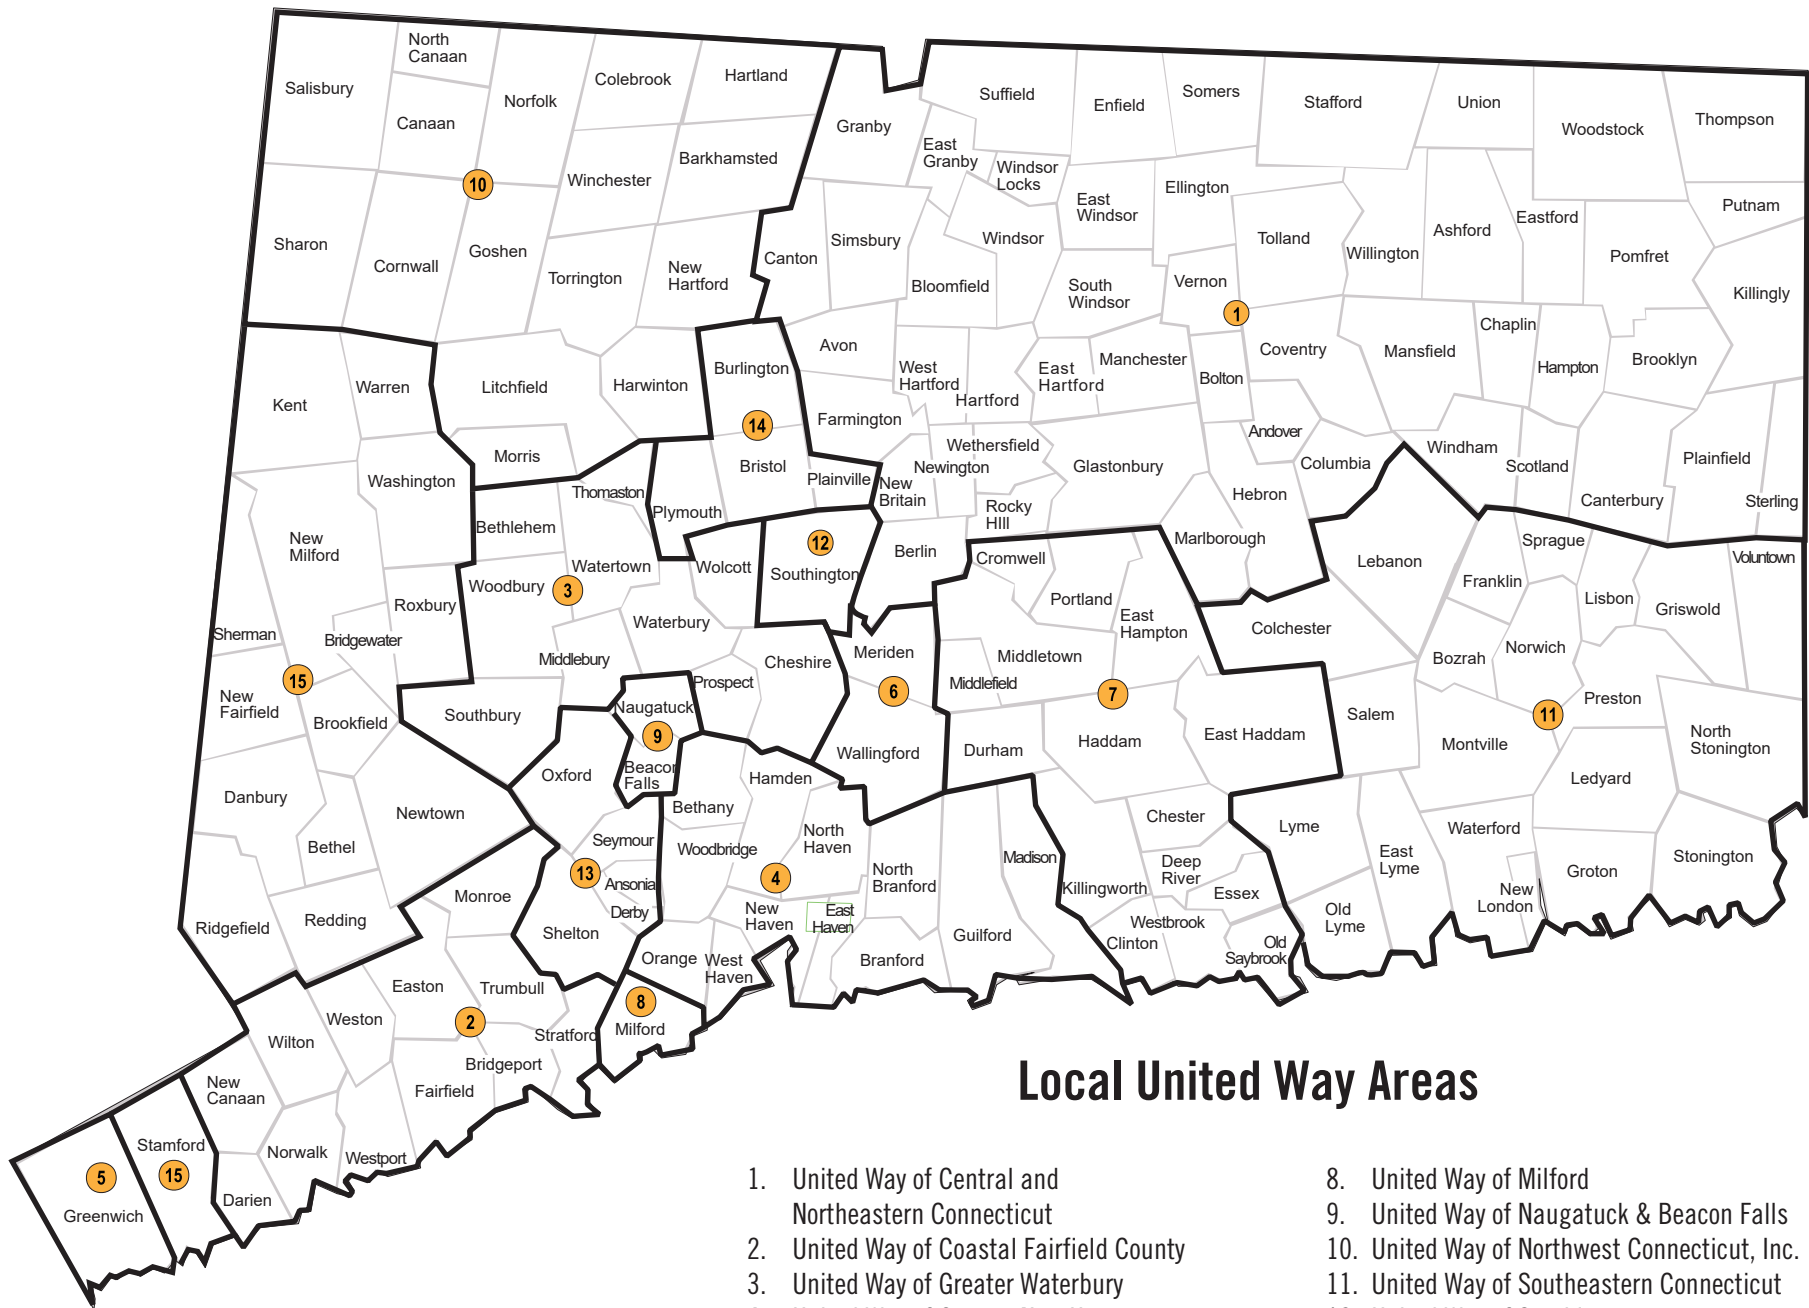 North
Canaan
Salisbury
Canaan
Norfolk
Colebrook
Hartland
Barkhamsted
Winchester
10
Sharon
Cornwall
Goshen
Torrington
New
Hartford
Granby
Suffield
Enfield
Somers
Stafford
Union
Woodstock
Thompson
East
Granby
Windsor
Locks
East
Windsor
Ellington
Tolland
Willington
Ashford
Eastford
Putnam
Pomfret
Killingly
Canton
Simsbury
Windsor
Bloomfield
South
Windsor
Vernon
1
Kent
Warren
Litchfield
Harwinton
Burlington
Avon
West
Hartford
Hartford
East
Hartford
Manchester
Bolton
Coventry
Mansfield
Chaplin
Hampton
Brooklyn
14
Farmington
Andover
Columbia
Windham
Scotland
Canterbury
Plainfield
Sterling
Washington
Morris
Thomaston
Bristol
Plainville
Plymouth
New
Britain
Newington
Wethersfield
Rocky
HIll
Glastonbury
Hebron
Marlborough
Bethlehem
New
Milford
Woodbury
3
Watertown
Wolcott
12
Southington
Berlin
Cromwell
Portland
East
Hampton
Lebanon
Sprague
Franklin
Lisbon
Griswold
Voluntown
Roxbury
Sherman
Bridgewater
Waterbury
Middlebury
Cheshire
Prospect
Meriden
6
Middletown
Middlefield
7
Colchester
Bozrah
Norwich
Preston
11
15
New
Fairfield
Brookfield
Southbury
Naugatuck
9
Beacon
Falls
Oxford
Wallingford
Durham
Haddam
East Haddam
Salem
Montville
North
Stonington
Ledyard
Danbury
Newtown
Bethel
Hamden
Bethany
Seymour
Woodbridge
North
Haven
4
North
Branford
Madison
Chester
Deep
River
Essex
Killingworth
Lyme
East
Lyme
Waterford
New
London
Groton
Stonington
13
Ansonia
Derby
Shelton
Monroe
Redding
Ridgefield
New
Haven
East
Haven
Orange
West
Haven
Branford
Guilford
Clinton
Westbrook
Old
Saybrook
Old
Lyme
Easton
Trumbull
Weston
Wilton
2
Stratford
Bridgeport
Fairfield
8
Milford
New
Canaan
Norwalk
Westport
Darien
Stamford
15
5
Greenwich
Local United Way Areas
1. United Way of Central and
Northeastern Connecticut
2. United Way of Coastal Fairfield County
3. United Way of Greater Waterbury
8. United Way of Milford
9. United Way of Naugatuck & Beacon Falls
10. United Way of Northwest Connecticut, Inc.
11. United Way of Southeastern Connecticut